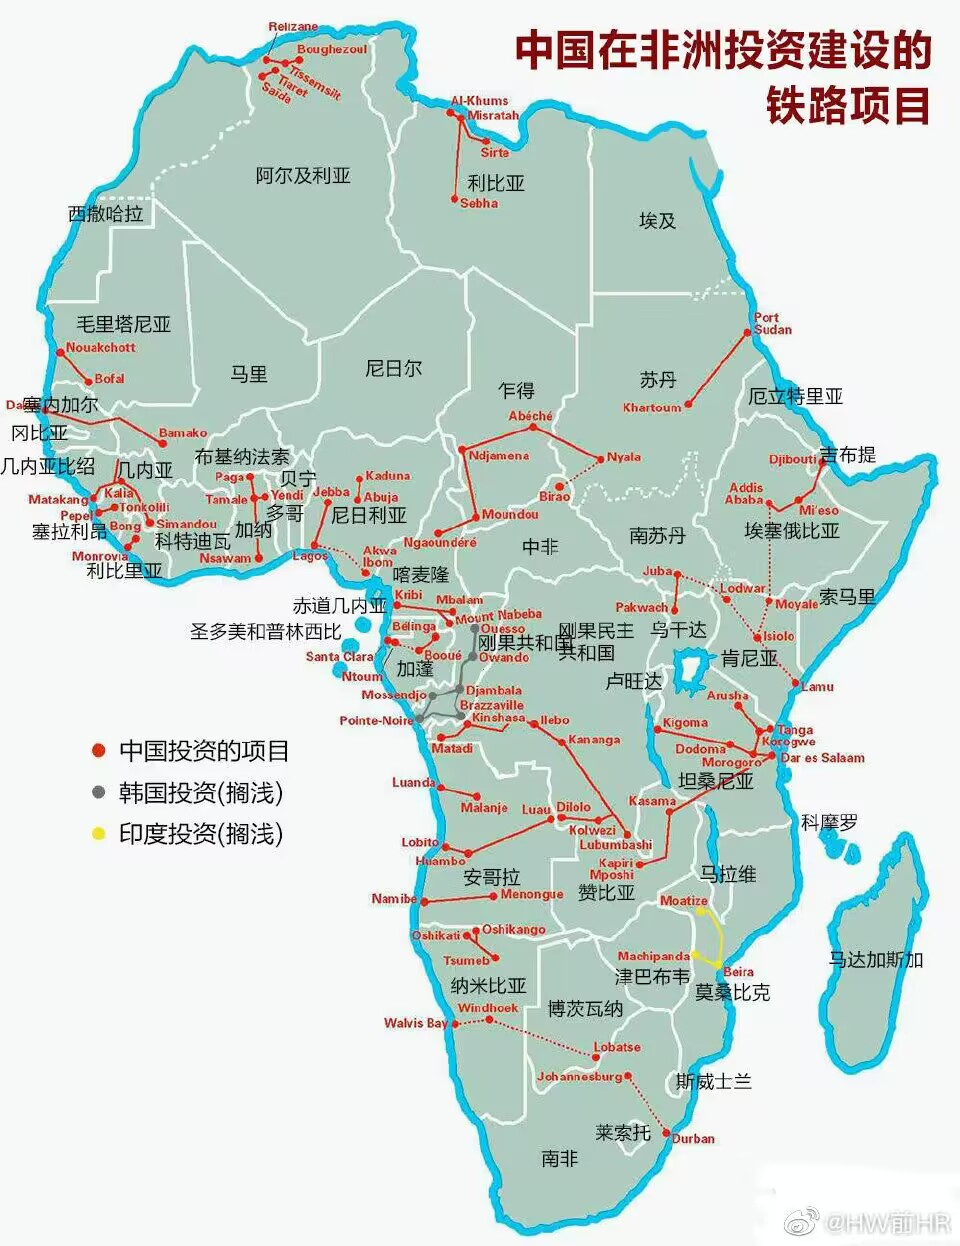 中国在非洲投资建设的
铁路项目
Relizane
Boughezoul
Tissemsilt
Tiaret
Saïda
Al-Khums
Misratah
Sirte
阿尔及利亚
利比亚
Sebha
西撒哈拉
埃及
毛里塔尼亚
Nouakchott
Bofal
马里
尼日尔
乍得
苏丹
Port
Sudan
Khartoum
厄立特里亚
塞内加尔
冈比亚
Bamako
Abéché
几内亚比绍
几内亚
布基纳法索
贝宁
Kaduna
Ndjamena
Nyala
Djibouti
吉布提
Matakang
Kalia
Paga
Tamale
Yendi
多哥
Jebba
Abuja
Birao
Addis
Ababa
Mi'eso
Pepel
Tonkolili
Bong
Simandou
加纳
尼日利亚
Moundou
埃塞俄比亚
塞拉利昂
科特迪瓦
Monrovia
利比里亚
Nsawam
Lagos
Akwa
Ibom
Ngaoundéré
中非
南苏丹
喀麦隆
Juba
Lodwar
Moyale
索马里
赤道几内亚
Kribi
Mbalam
Mount Nabeba
Pakwach
乌干达
圣多美和普林西比
Bélinga
Ouesso
刚果共和国
刚果民主
共和国
Isiolo
Santa Clara
Ntoum
加蓬
Booué
Owando
卢旺达
肯尼亚
Lamu
Mossendjo
Djambala
Brazzaville
Pointe-Noire
Kinshasa
Ilebo
Kigoma
Arusha
Tanga
Korogwe
Matadi
Kananga
Dodoma
Morogoro
Dar es Salaam
坦桑尼亚
中国投资的项目
韩国投资(搁浅)
印度投资(搁浅)
Luanda
Malanje
Luau
Dilolo
Kolwezi
Kasama
Lubumbashi
科摩罗
Lobito
Huambo
Kapiri
Mposhi
安哥拉
赞比亚
马拉维
Namibe
Menongue
Moatize
Oshikati
Oshikango
Tsumeb
Machipanda
Beira
马达加斯加
纳米比亚
津巴布韦
莫桑比克
博茨瓦纳
Windhoek
Walvis Bay
Lobatse
Johannesburg
斯威士兰
莱索托
Durban
南非
@HW前HR